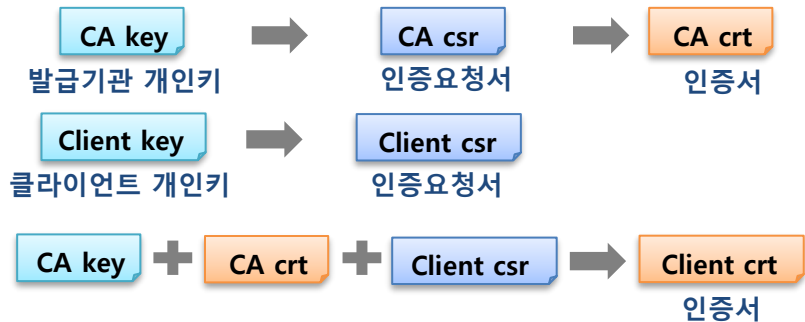 CA key CA csr CA crt
발급기관 개인키 인증요청서 인증서
Client key Client csr
클라이언트 개인키 인증요청서
CA key CA crt Client csr Client crt
인증서